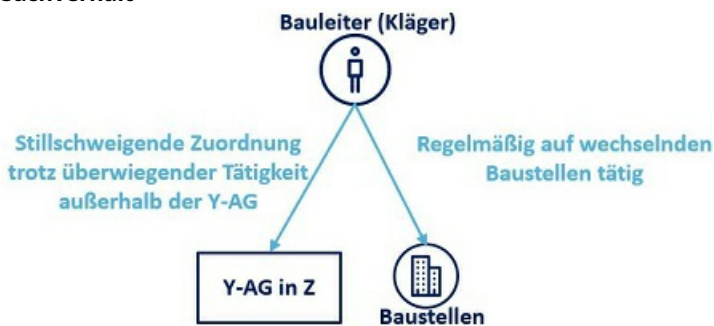 Sachverhalt
Bauleiter (Kläger)
Stillschweigende Zuordnung
trotz überwiegender Tätigkeit
außerhalb der Y-AG
Regelmäßig auf wechselnden
Baustellen tätig
Y-AG in Z
Baustellen